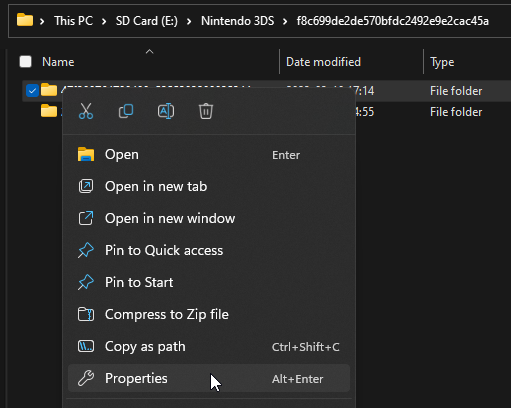 This PC > SD Card (E:) > Nintendo 3DS > f8c699de2de570bfdc2492e9e2cac45a
Name Date modified Type
17:14 File folder
4:55 File folder
Open Enter
Open in new tab
Open in new window
Pin to Quick access
Pin to Start
Compress to Zip file
Copy as path Ctrl+Shift+C
Properties Alt+Enter